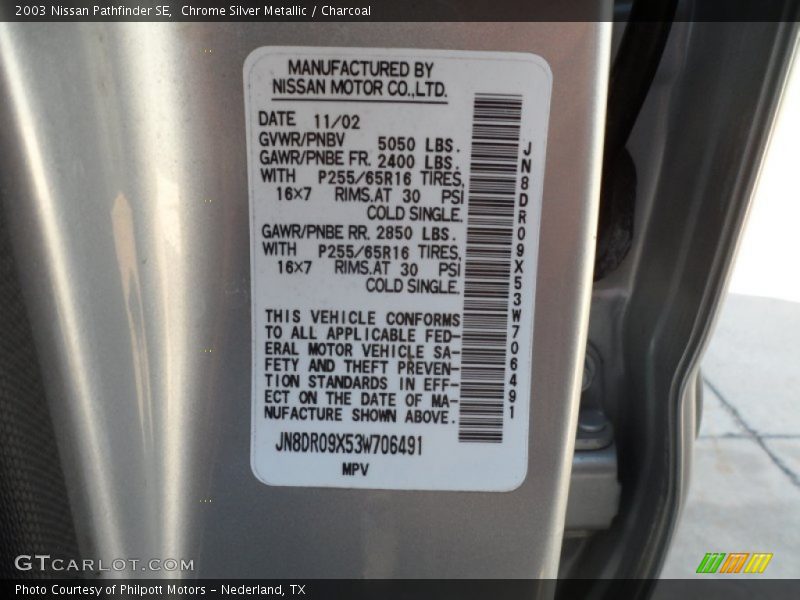 2003 Nissan Pathfinder SE,  Chrome Silver Metallic / Charcoal
MANUFACTURED BY
NISSAN MOTOR CO.,LTD.
DATE 11/02
GVWR/PNBV 5050 LBS.
GAWR/PNBE FR. 2400 LBS.
WITH P255/65R16 TIRES,
16×7 RIMS.AT 30 PSI
COLD SINGLE.
GAWR/PNBE RR. 2850 LBS.
WITH P255/65R16 TIRES,
16×7 RIMS.AT 30 PSI
COLD SINGLE.
THIS VEHICLE CONFORMS
TO ALL APPLICABLE FED-
ERAL MOTOR VEHICLE SA-
FETY AND THEFT PREVEN-
TION STANDARDS IN EFF-
ECT ON THE DATE OF MA-
NUFACTURE SHOWN ABOVE.
JN8DR09X53W706491
MPV
JN8DR09X53W706491
GTCARLOT.COM
Photo Courtesy of Philpott Motors - Nederland, TX